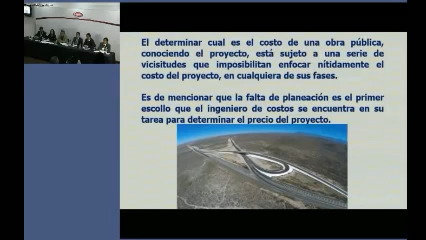 El determinar cual es el costo de una obra pública,
conociendo el proyecto, está sujeto a una serie de
vicisitudes que imposibilitan enfocar nítidamente el
costo del proyecto, en cualquiera de sus fases.
Es de mencionar que la falta de planeación es el primer
escollo que el ingeniero de costos se encuentra en su
tarea para determinar el precio del proyecto.